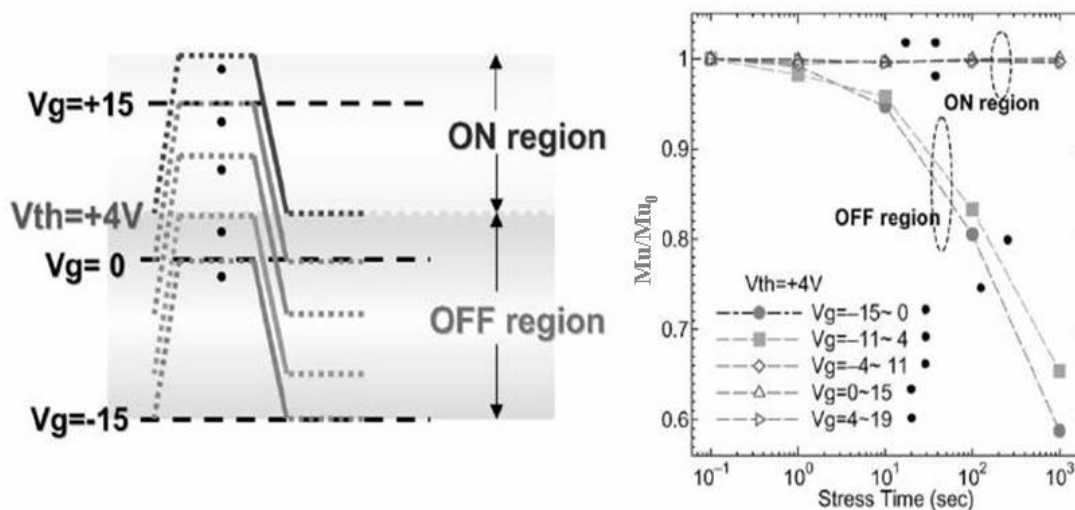 Vg=+15
ON region
Vth=+4V
Vg= 0
OFF region
Vg=-15
Mu/Mu0
1
0.9
0.8
0.7
0.6
ON region
OFF region
Vth=+4V
Vg=−15~ 0
Vg=−11~ 4
Vg=−4~ 11
Vg=0~15
Vg=4~19
10⁻¹ 10⁰ 10¹ 10² 10³
Stress Time (sec)